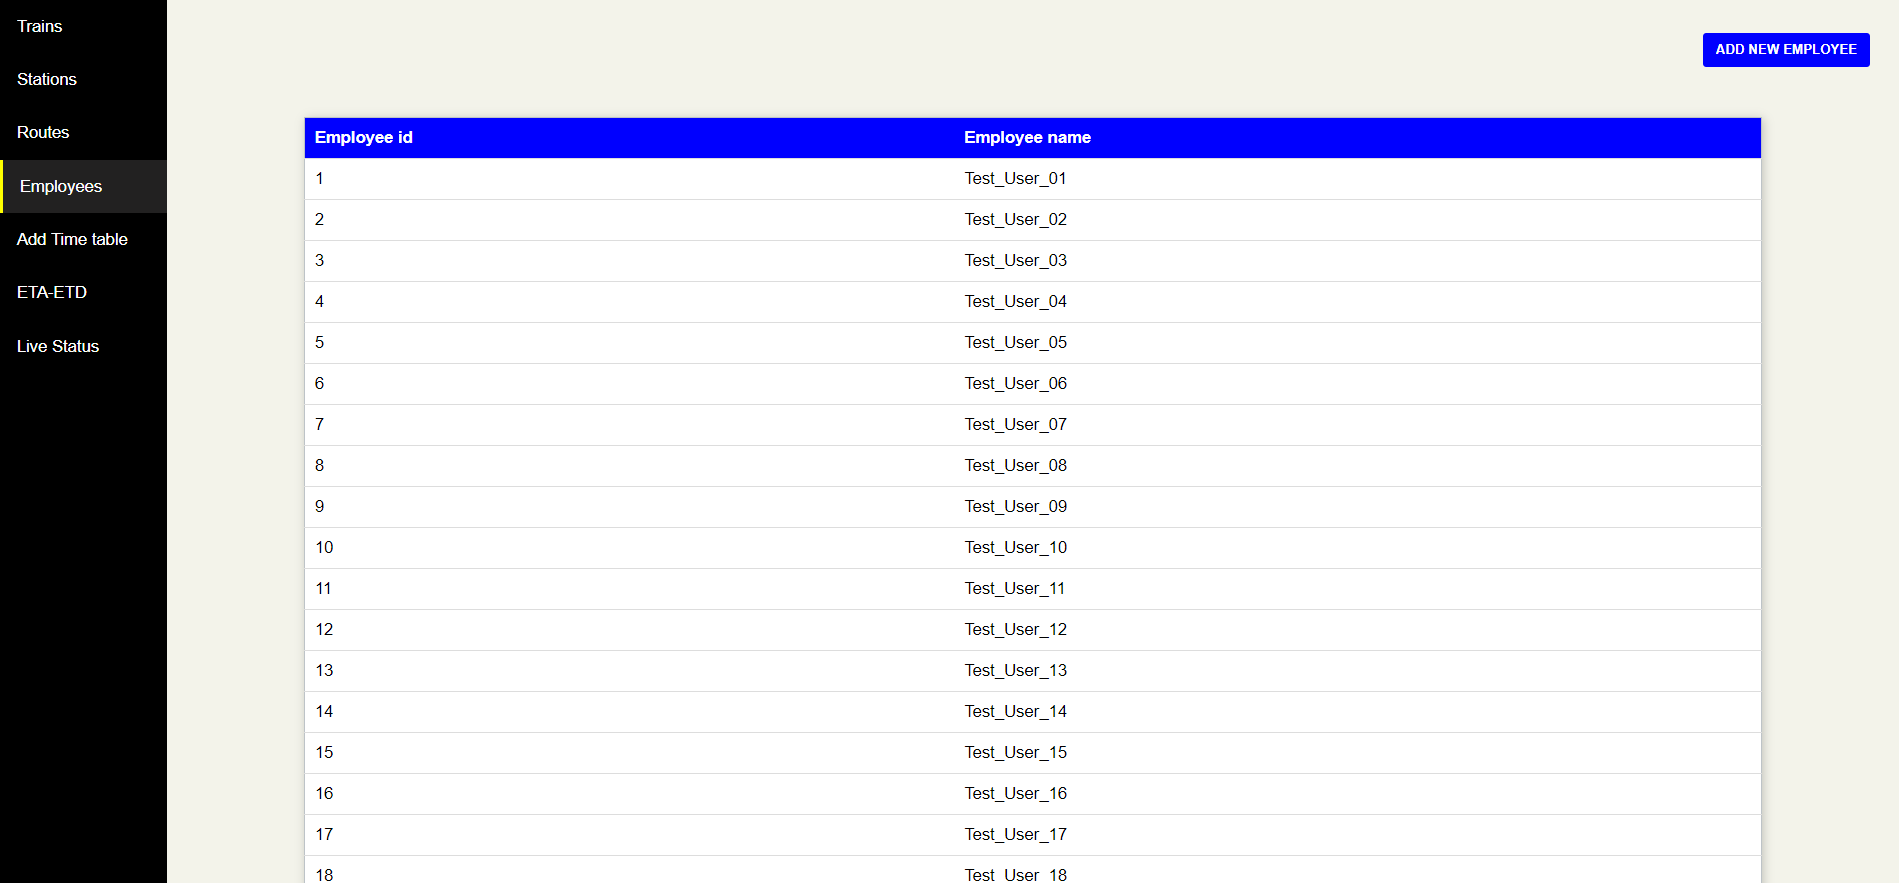 Trains
Stations
Routes
Employees
Add Time table
ETA-ETD
Live Status
ADD NEW EMPLOYEE
Employee id Employee name
1 Test_User_01
2 Test_User_02
3 Test_User_03
4 Test_User_04
5 Test_User_05
6 Test_User_06
7 Test_User_07
8 Test_User_08
9 Test_User_09
10 Test_User_10
11 Test_User_11
12 Test_User_12
13 Test_User_13
14 Test_User_14
15 Test_User_15
16 Test_User_16
17 Test_User_17
18 Test_User_18